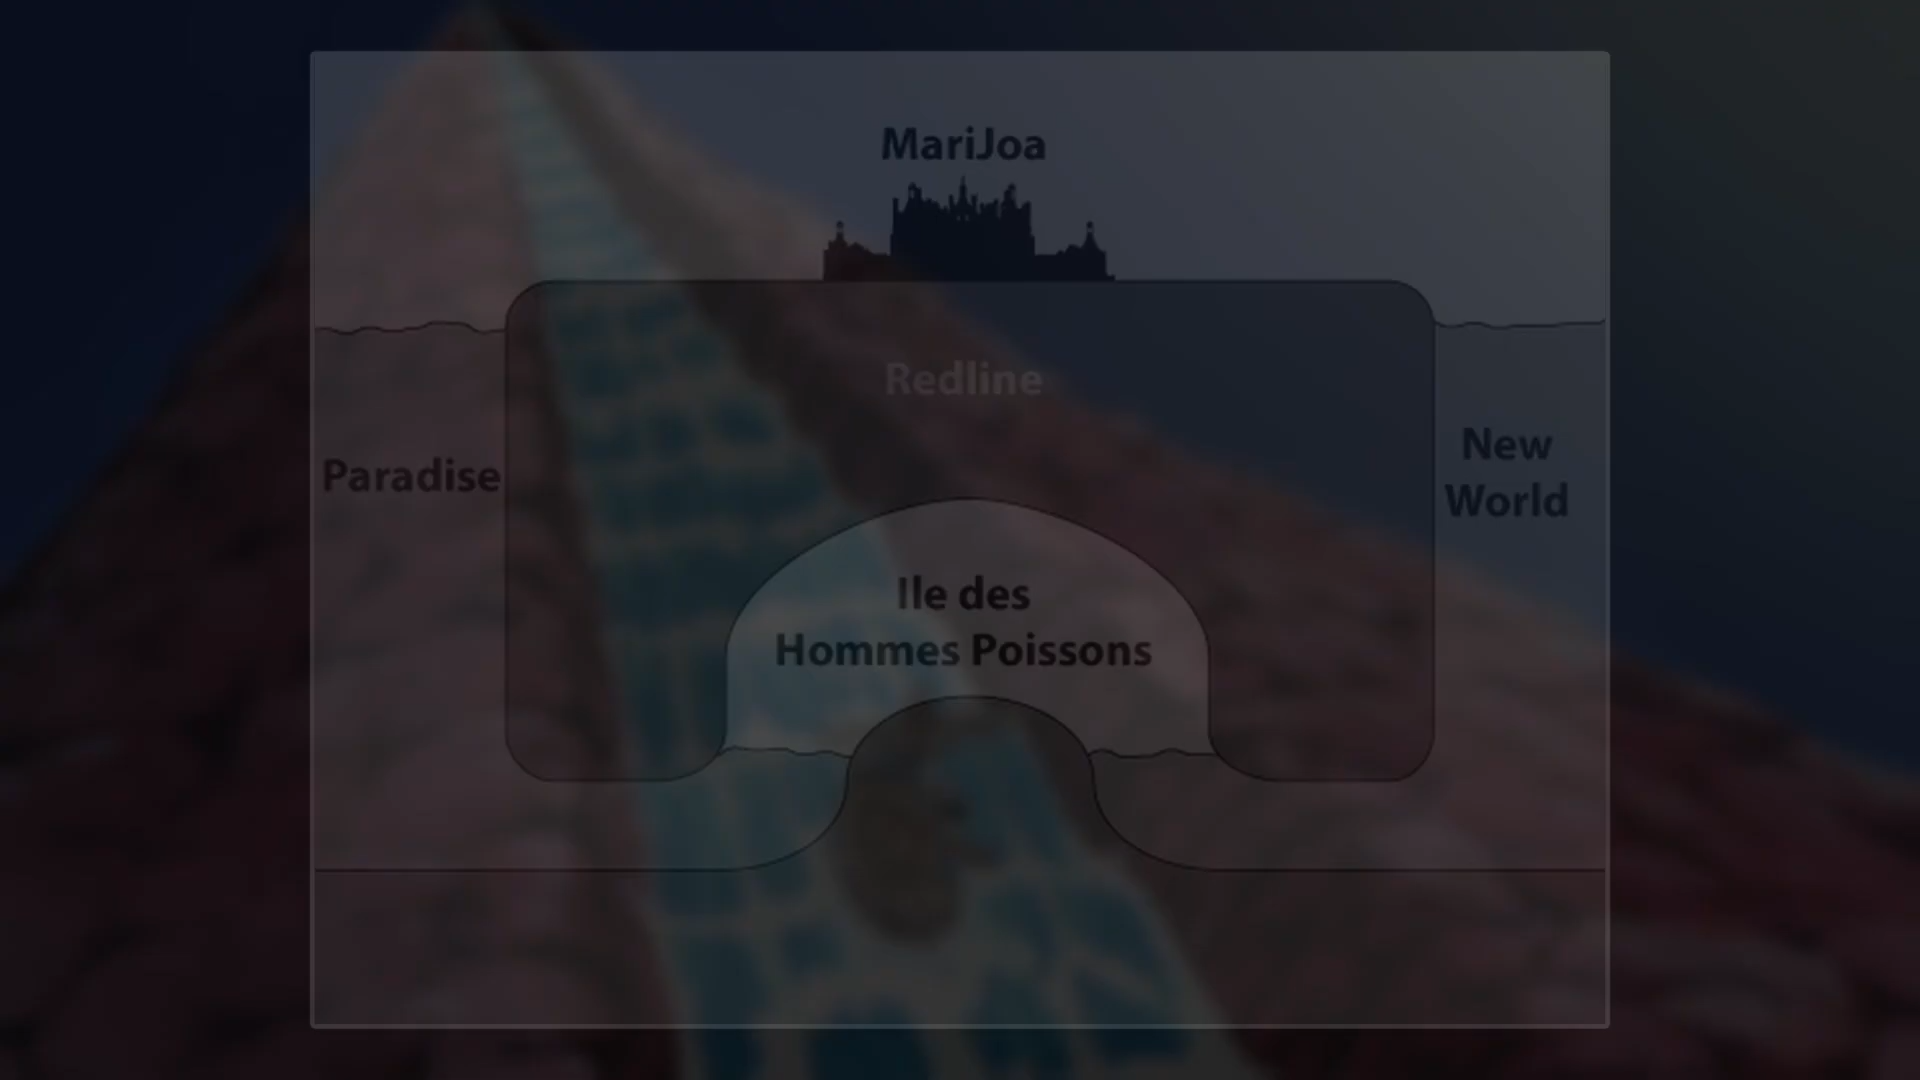 MariJoa
Redline
Paradise
New
World
Ile des
Hommes Poissons